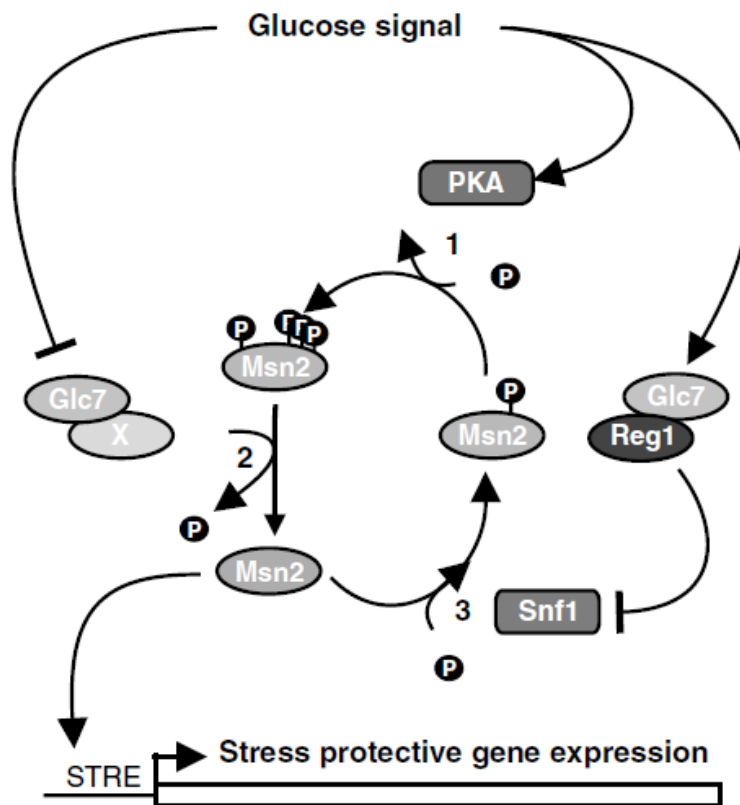 Glucose signal
PKA
1
P
P
P
Msn2
P
Glc7
X
Msn2
Glc7
Reg1
2
P
Msn2
3
Snf1
P
Stress protective gene expression
STRE